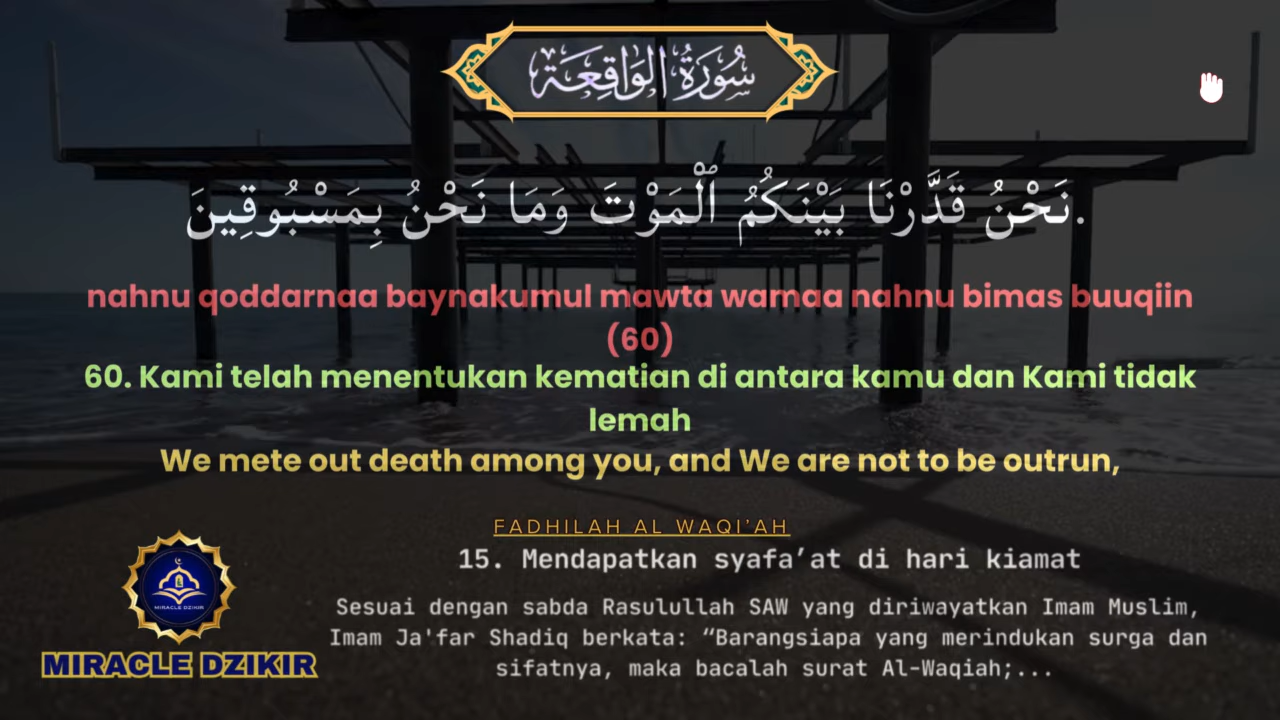 سُورَةُ الْوَاقِعَة
نَحْنُ قَدَّرْنَا بَيْنَكُمُ ٱلْمَوْتَ وَمَا نَحْنُ بِمَسْبُوقِينَ.
nahnu qoddarnaa baynakumul mawta wamaa nahnu bimas buuqiin
(60)
60. Kami telah menentukan kematian di antara kamu dan Kami tidak
lemah
We mete out death among you, and We are not to be outrun,
FADHILAH AL WAQI’AH
15. Mendapatkan syafa’at di hari kiamat
Sesuai dengan sabda Rasulullah SAW yang diriwayatkan Imam Muslim,
Imam Ja'far Shadiq berkata: “Barangsiapa yang merindukan surga dan
sifatnya, maka bacalah surat Al-Waqiah;...
MIRACLE DZIKIR
MIRACLE DZIKIR